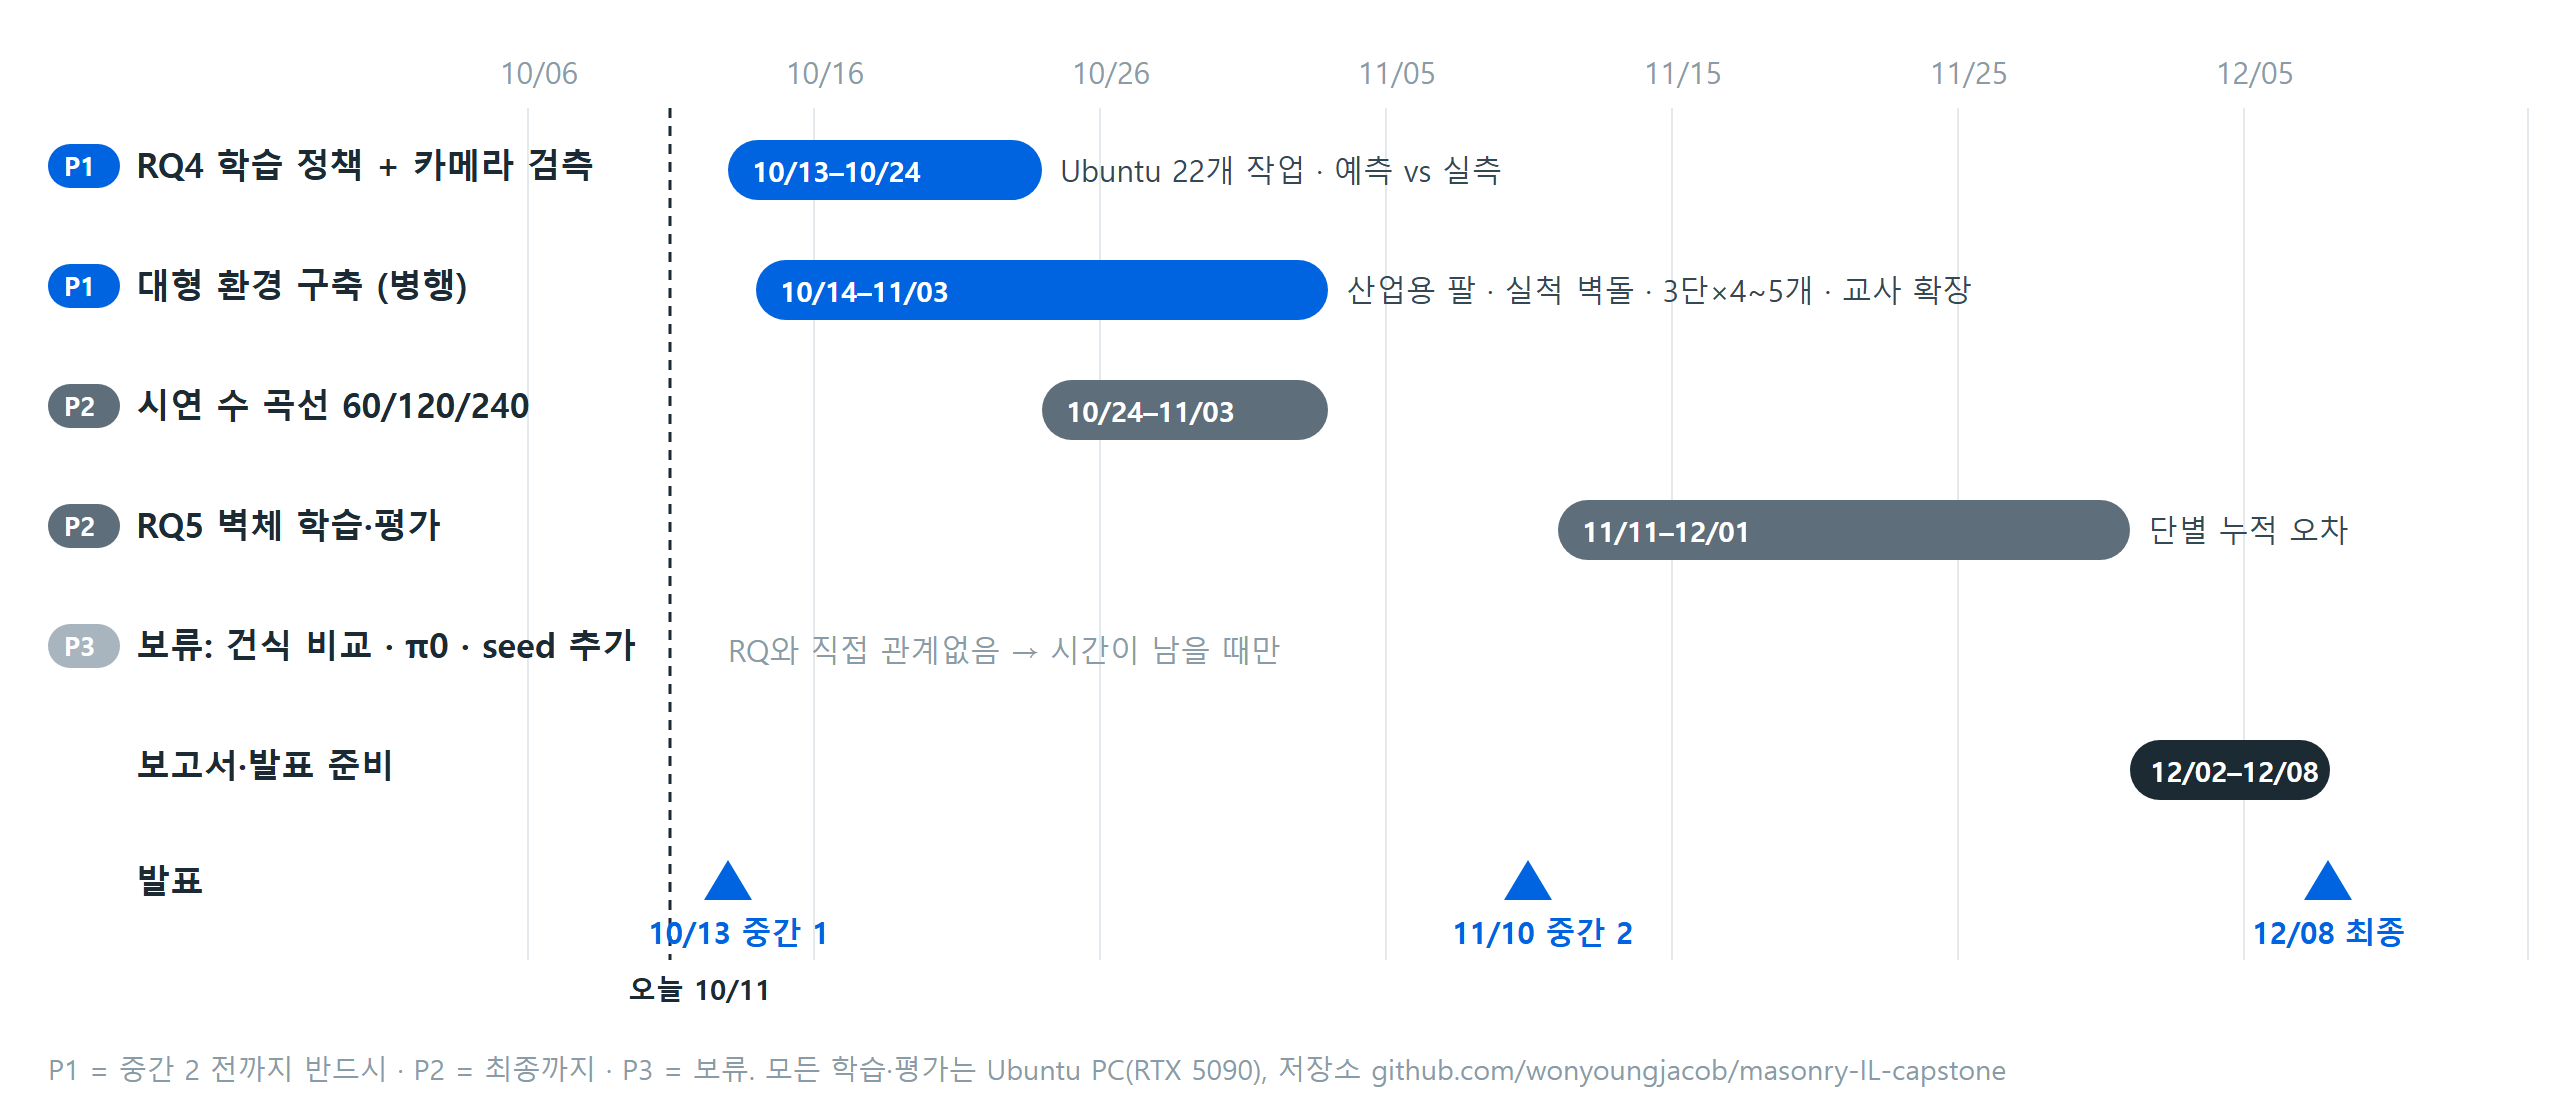 10/06 10/16 10/26 11/05 11/15 11/25 12/05
P1 RQ4 학습 정책 + 카메라 검측 10/13–10/24 Ubuntu 22개 작업 · 예측 vs 실측
P1 대형 환경 구축 (병행) 10/14–11/03 산업용 팔 · 실척 벽돌 · 3단×4~5개 · 교사 확장
P2 시연 수 곡선 60/120/240 10/24–11/03
P2 RQ5 벽체 학습·평가 11/11–12/01 단별 누적 오차
P3 보류: 건식 비교 · π0 · seed 추가 RQ와 직접 관계없음 → 시간이 남을 때만
보고서·발표 준비 12/02–12/08
발표
10/13 중간 1 11/10 중간 2 12/08 최종
오늘 10/11
P1 = 중간 2 전까지 반드시 · P2 = 최종까지 · P3 = 보류. 모든 학습·평가는 Ubuntu PC(RTX 5090), 저장소 github.com/wonyoungjacob/masonry-IL-capstone